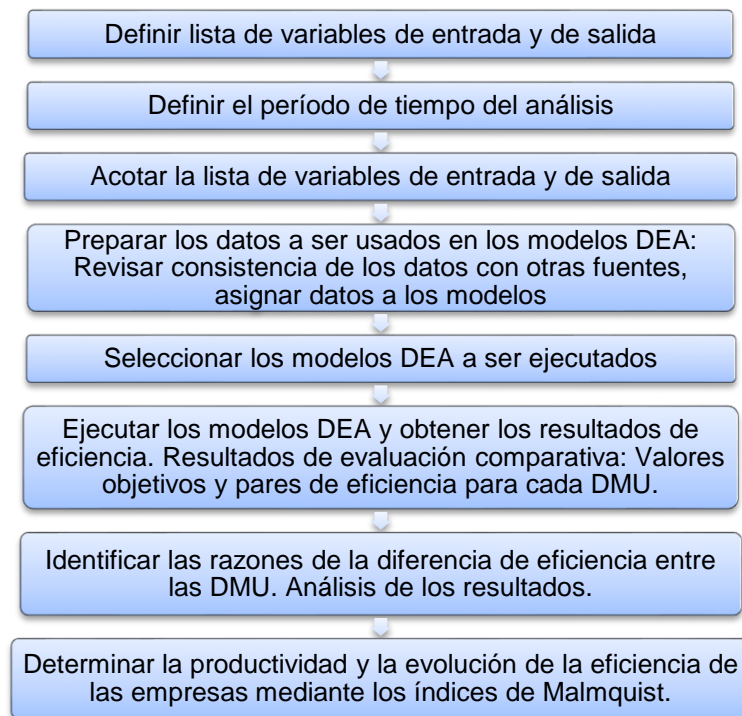 Definir lista de variables de entrada y de salida
Definir el período de tiempo del análisis
Acotar la lista de variables de entrada y de salida
Preparar los datos a ser usados en los modelos DEA:
Revisar consistencia de los datos con otras fuentes,
asignar datos a los modelos
Seleccionar los modelos DEA a ser ejecutados
Ejecutar los modelos DEA y obtener los resultados de
eficiencia. Resultados de evaluación comparativa: Valores
objetivos y pares de eficiencia para cada DMU.
Identificar las razones de la diferencia de eficiencia entre
las DMU. Análisis de los resultados.
Determinar la productividad y la evolución de la eficiencia de
las empresas mediante los índices de Malmquist.